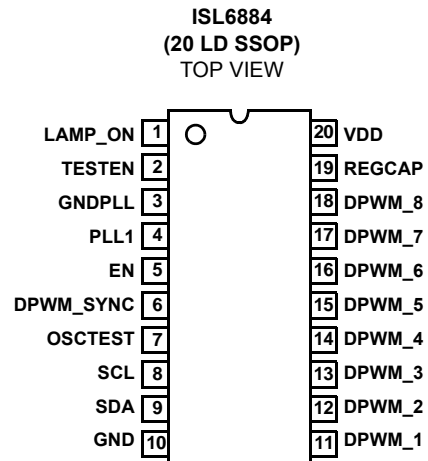 ISL6884
(20 LD SSOP)
TOP VIEW
LAMP_ON 1 20 VDD
TESTEN 2 19 REGCAP
GNDPLL 3 18 DPWM_8
PLL1 4 17 DPWM_7
EN 5 16 DPWM_6
DPWM_SYNC 6 15 DPWM_5
OSCTEST 7 14 DPWM_4
SCL 8 13 DPWM_3
SDA 9 12 DPWM_2
GND 10 11 DPWM_1